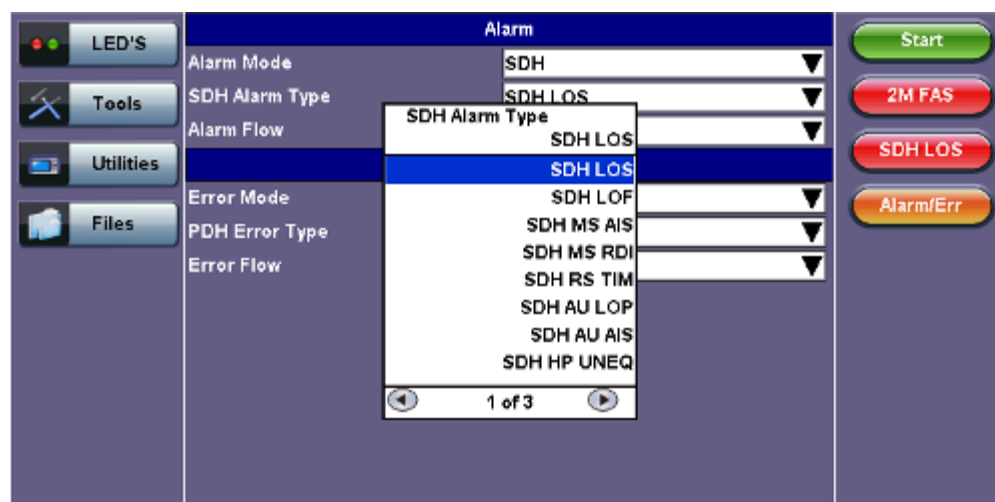 LED'S
Tools
Utilities
Files
Alarm
Alarm Mode
SDH
SDH Alarm Type
SDH LOS
Alarm Flow
Error Mode
PDH Error Type
Error Flow
SDH Alarm Type
SDH LOS
SDH LOS
SDH LOF
SDH MS AIS
SDH MS RDI
SDH RS TIM
SDH AU LOP
SDH AU AIS
SDH HP UNEQ
1 of 3
Start
2M FAS
SDH LOS
Alarm/Err